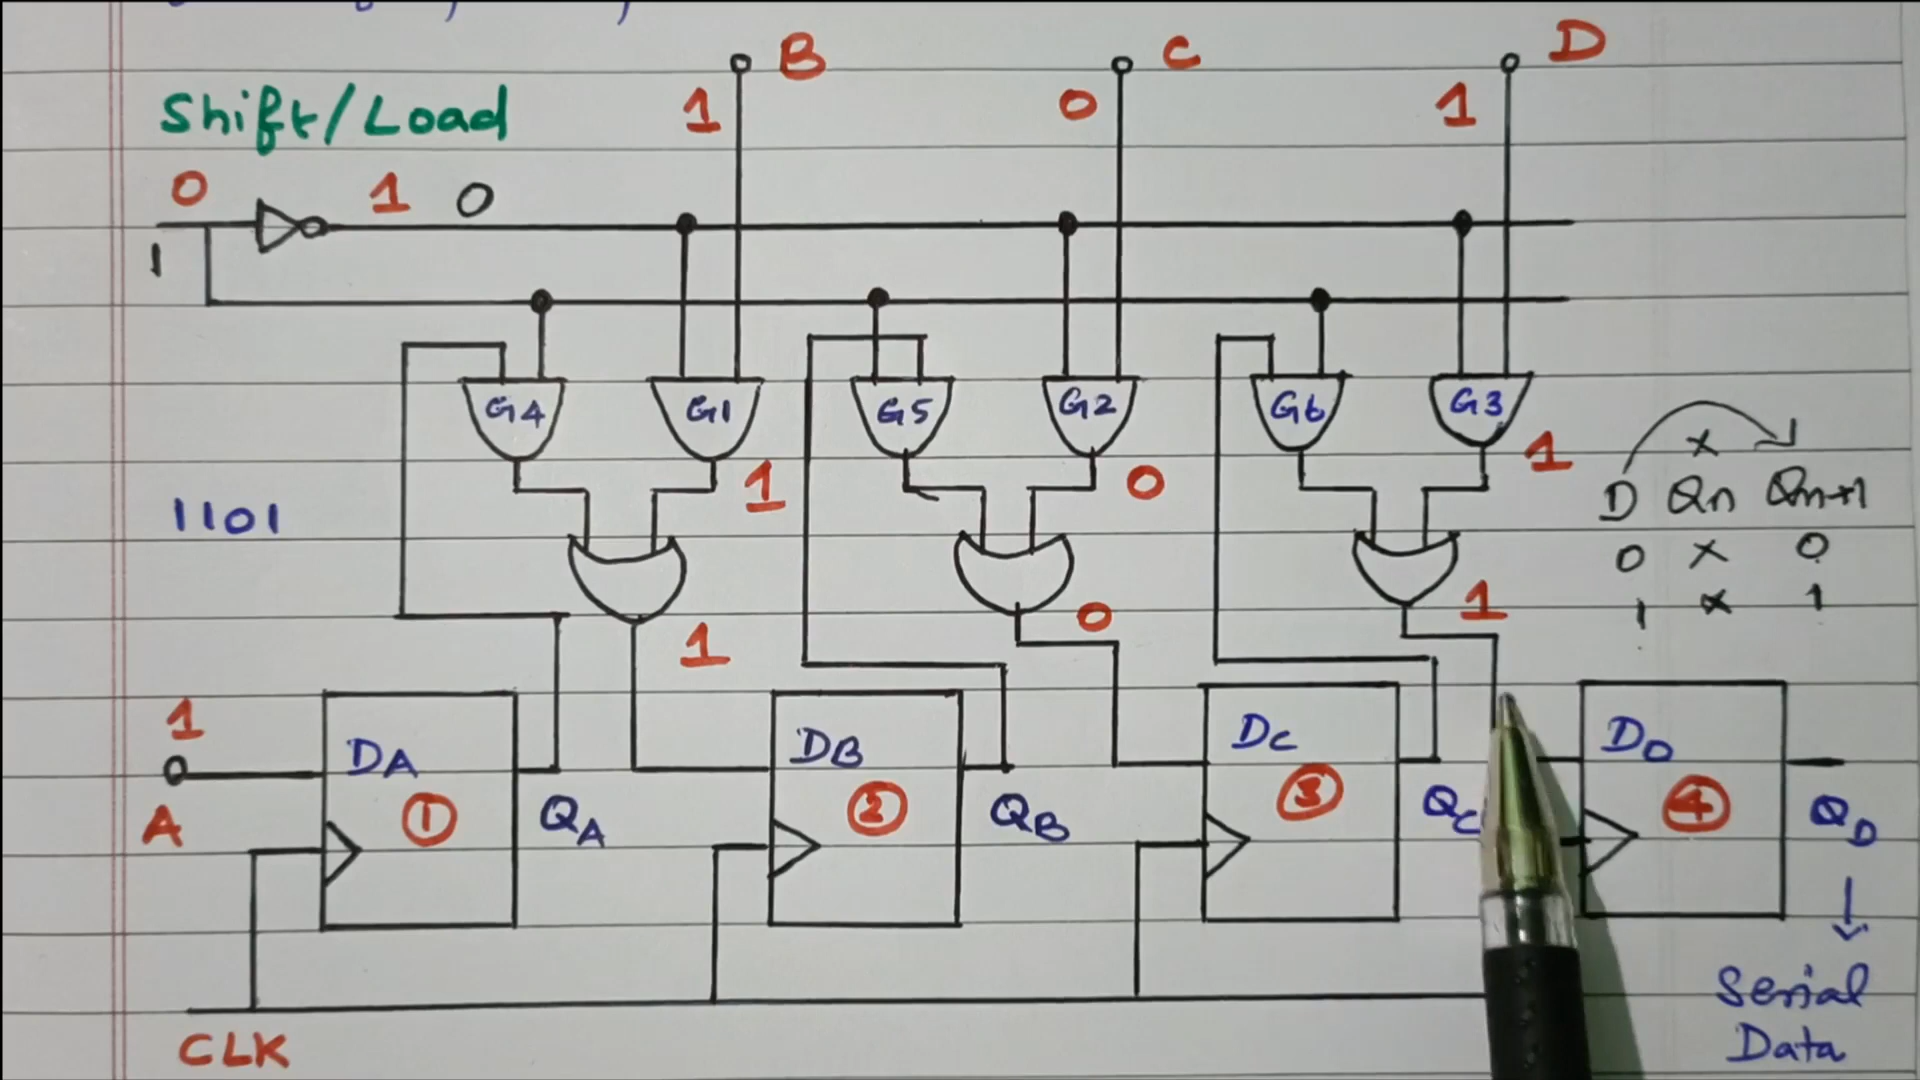 B
C
D
1
0
1
Shift/Load
0
1 0
1
G4
G1
G5
G2
G6
G3
1
0
1
D Qn Qn+1
0 × 0
1 × 1
×
1101
1
0
1
1
A
DA
1
QA
DB
2
QB
DC
3
QC
DD
4
QD
Serial
Data
CLK